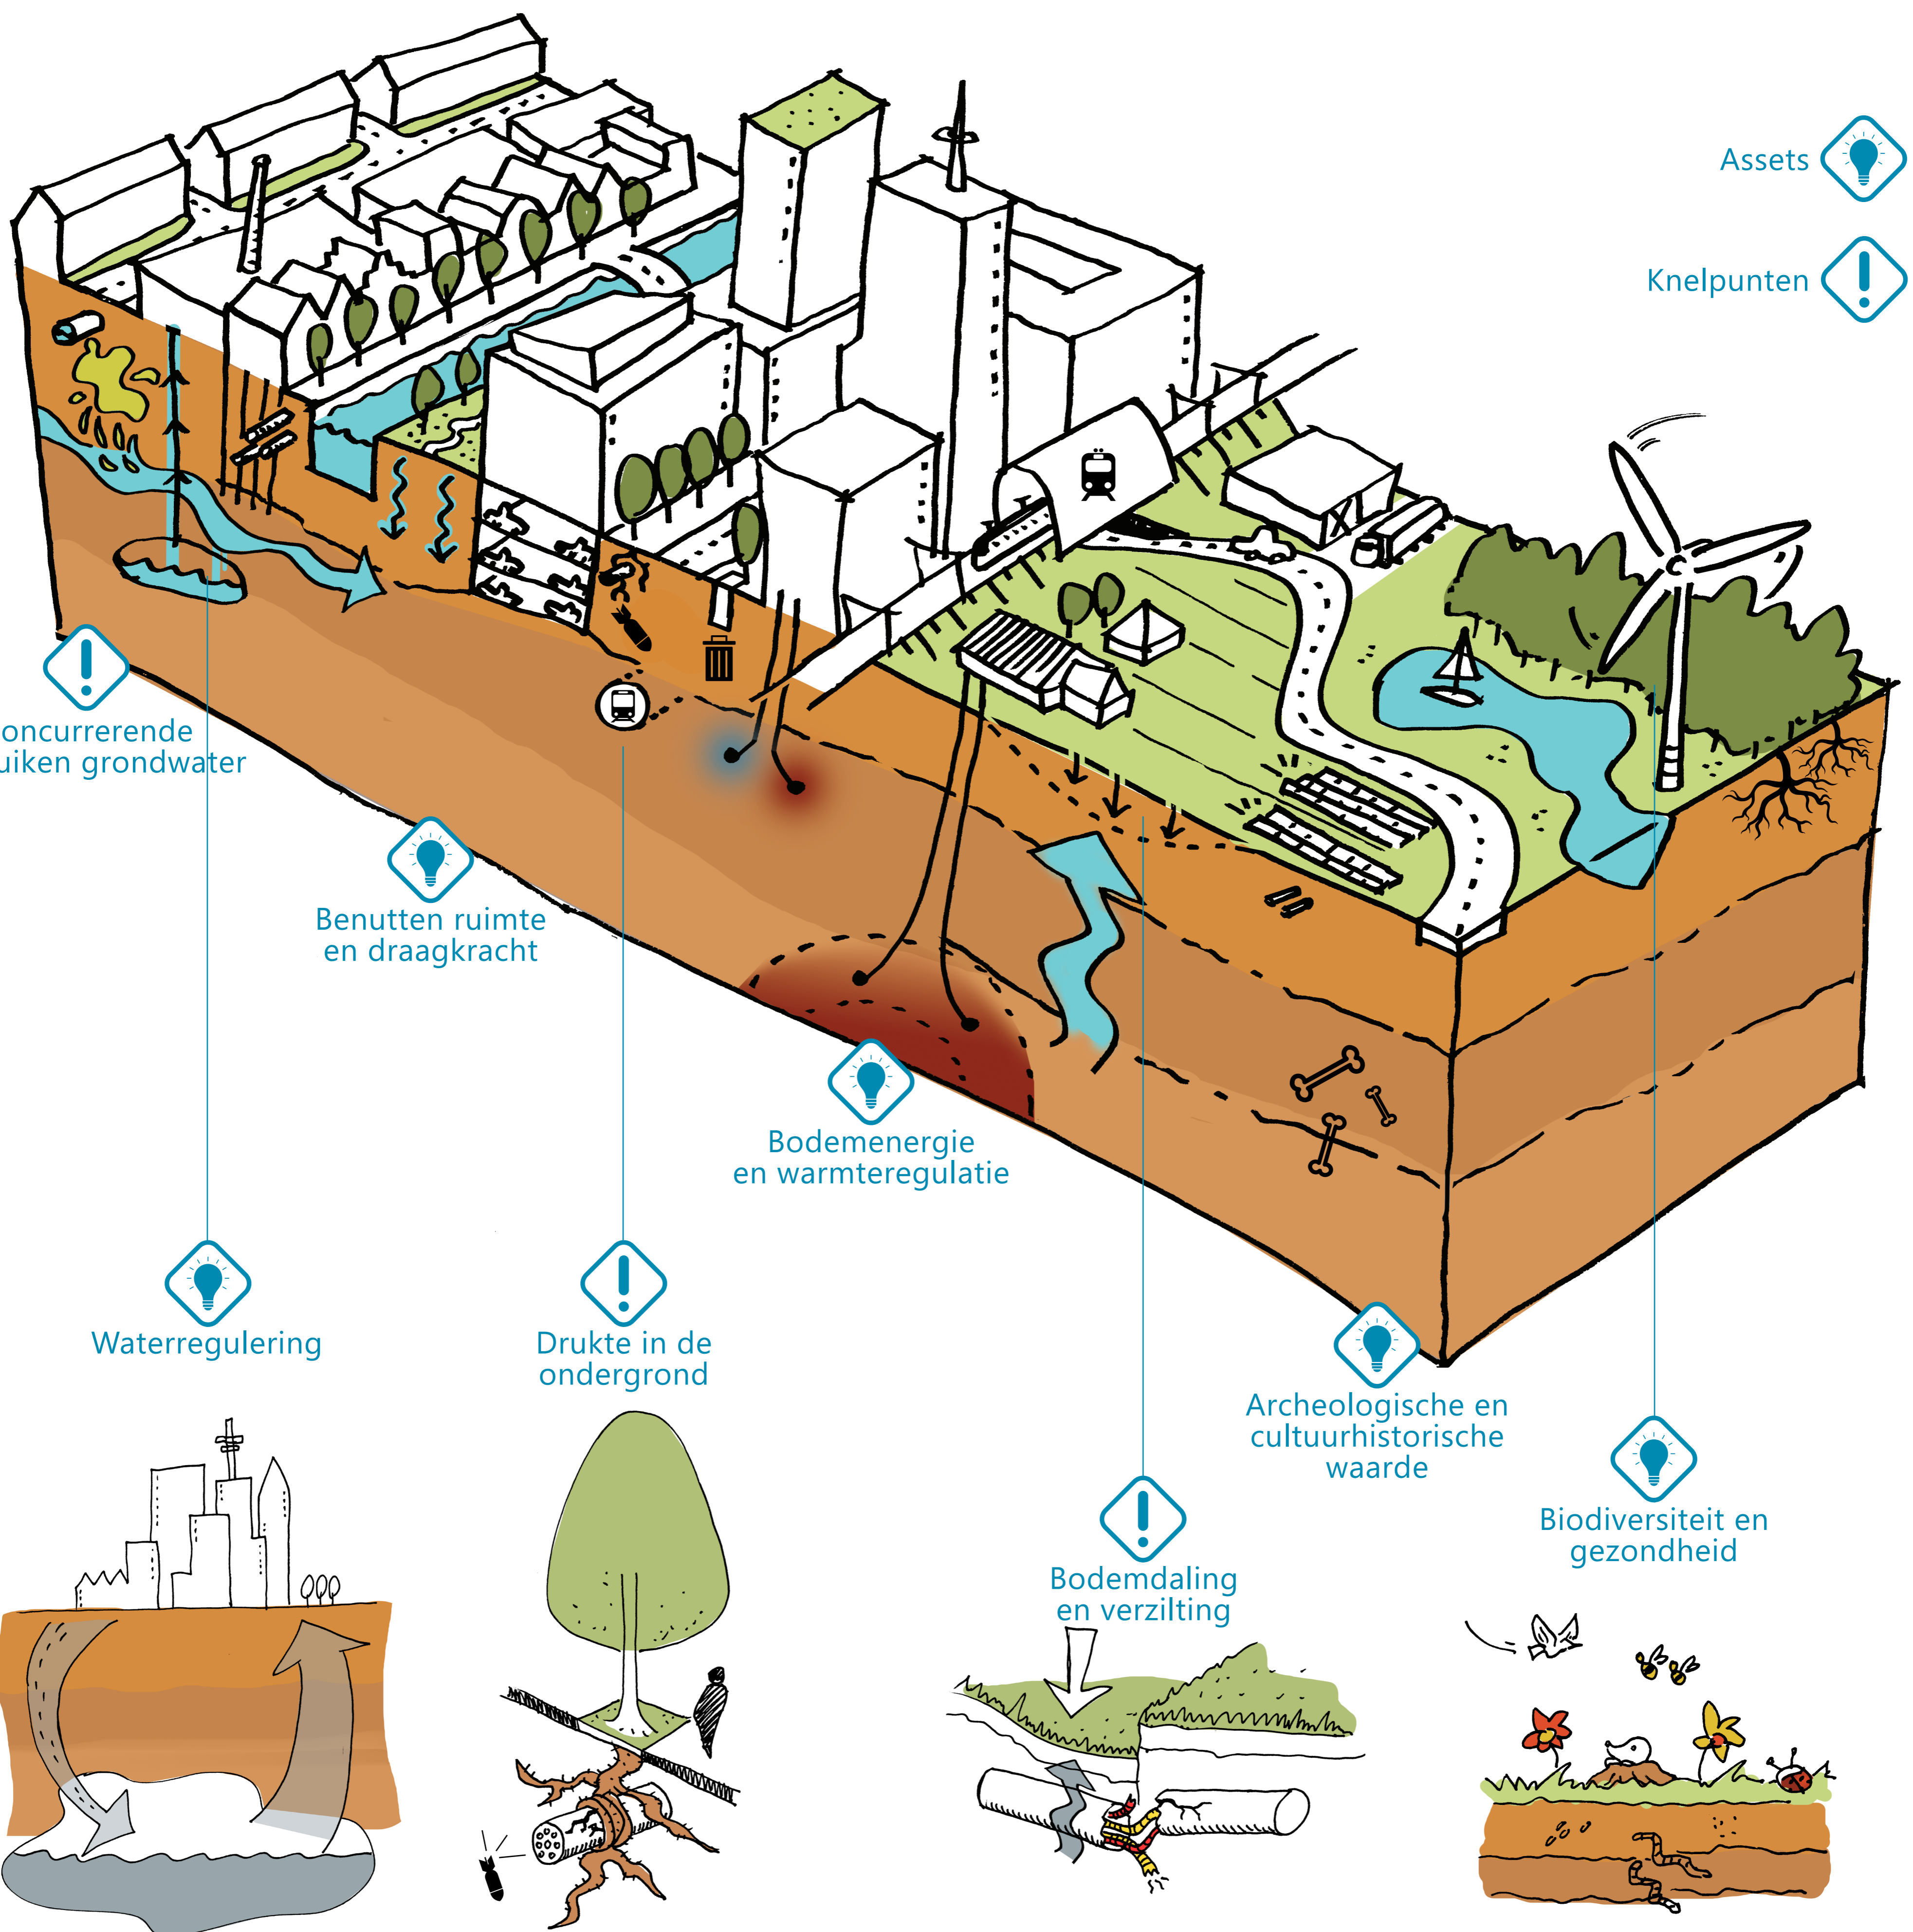 Assets
Knelpunten
oncurrerende
uiken grondwater
Benutten ruimte
en draagkracht
Bodemenergie
en warmteregulatie
Waterregulering
Drukte in de
ondergrond
Archeologische en
cultuurhistorische
waarde
Biodiversiteit en
gezondheid
Bodemdaling
en verzilting